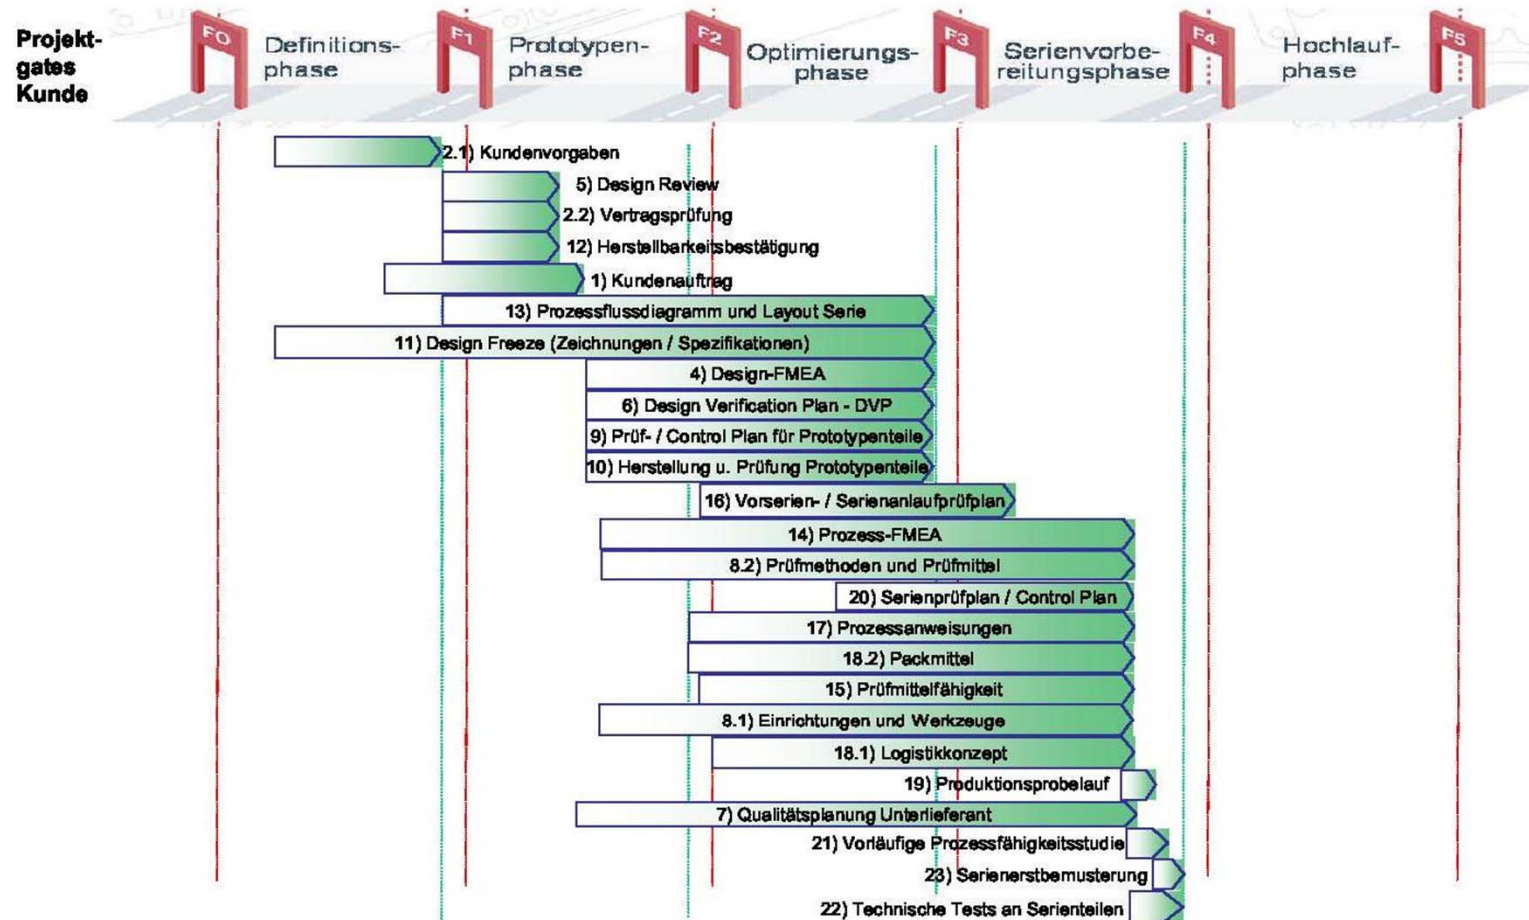 Projekt-
gates
Kunde
F0
Definitions-
phase
F1
Prototypen-
phase
F2
Optimierungs-
phase
F3
Serienvorbe-
reitungsphase
F4
Hochlauf-
phase
F5
2.1) Kundenvorgaben
5) Design Review
2.2) Vertragsprüfung
12) Herstellbarkeitsbestätigung
1) Kundenauftrag
13) Prozessflussdiagramm und Layout Serie
11) Design Freeze (Zeichnungen / Spezifikationen)
4) Design-FMEA
6) Design Verification Plan - DVP
9) Prüf- / Control Plan für Prototypenteile
10) Herstellung u. Prüfung Prototypenteile
16) Vorserien- / Serienanlaufprüfplan
14) Prozess-FMEA
8.2) Prüfmethoden und Prüfmittel
20) Serienprüfplan / Control Plan
17) Prozessanweisungen
18.2) Packmittel
15) Prüfmittelfähigkeit
8.1) Einrichtungen und Werkzeuge
18.1) Logistikkonzept
19) Produktionsprobelauf
7) Qualitätsplanung Unterlieferant
21) Vorläufige Prozessfähigkeitsstudie
23) Serienerstbemusterung
22) Technische Tests an Serienteilen